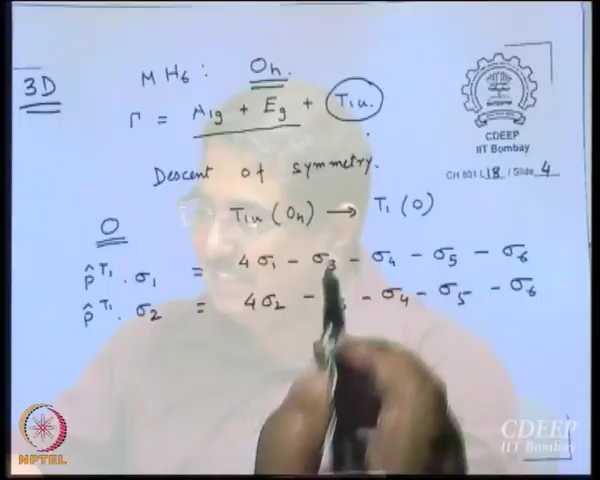 3D
MH6 : Oh.
Γ = A1g + Eg + T1u
Descent of symmetry.
T1u (Oh) → T1 (O)
O
P̂^T1 . σ1 = 4σ1 - σ3 - σ4 - σ5 - σ6
P̂^T1 . σ2 = 4σ2 - - σ4 - σ5 - σ6
CDEEP
IIT Bombay
CH 801 L 18 / Slide 4
NPTEL
CDEEP
IIT Bombay